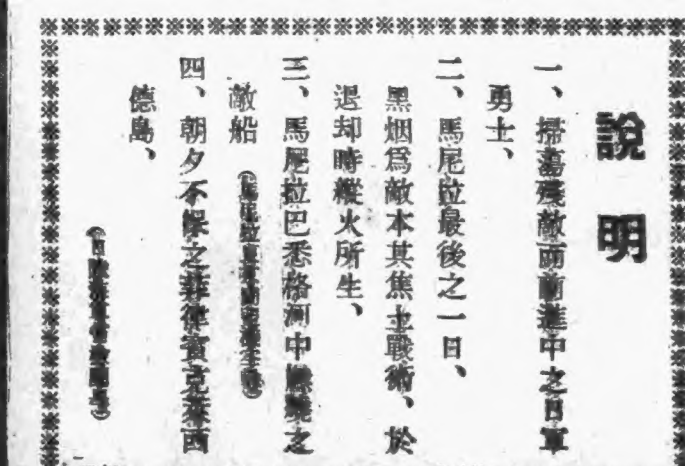 說明
一、掃蕩殘敵而前進中之日軍
勇士、
二、馬尼拉最後之一日、
黑烟爲敵本其焦土戰術、於
退却時縱火所生、
三、馬尼拉巴悉格河中燃燒之
敵船
四、朝夕不保之菲律賓克萊西
德島、